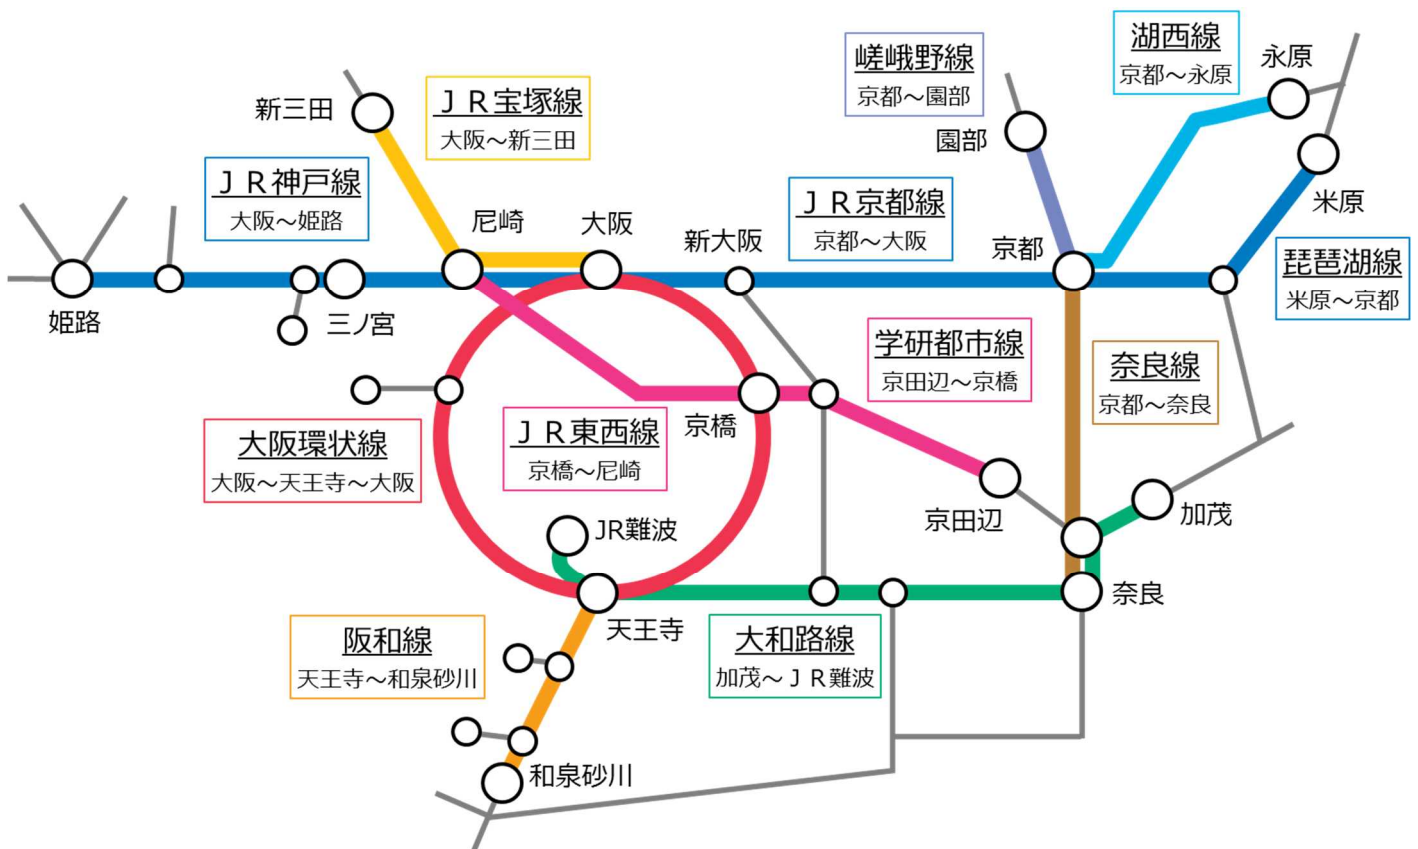 湖西線
京都～永原
嵯峨野線
京都～園部
永原
ＪＲ宝塚線
大阪～新三田
新三田
園部
ＪＲ神戸線
大阪～姫路
ＪＲ京都線
京都～大阪
米原
尼崎
大阪
新大阪
京都
琵琶湖線
米原～京都
姫路
三ノ宮
学研都市線
京田辺～京橋
奈良線
京都～奈良
大阪環状線
大阪～天王寺～大阪
ＪＲ東西線
京橋～尼崎
京橋
京田辺
加茂
JR難波
奈良
天王寺
阪和線
天王寺～和泉砂川
大和路線
加茂～ＪＲ難波
和泉砂川